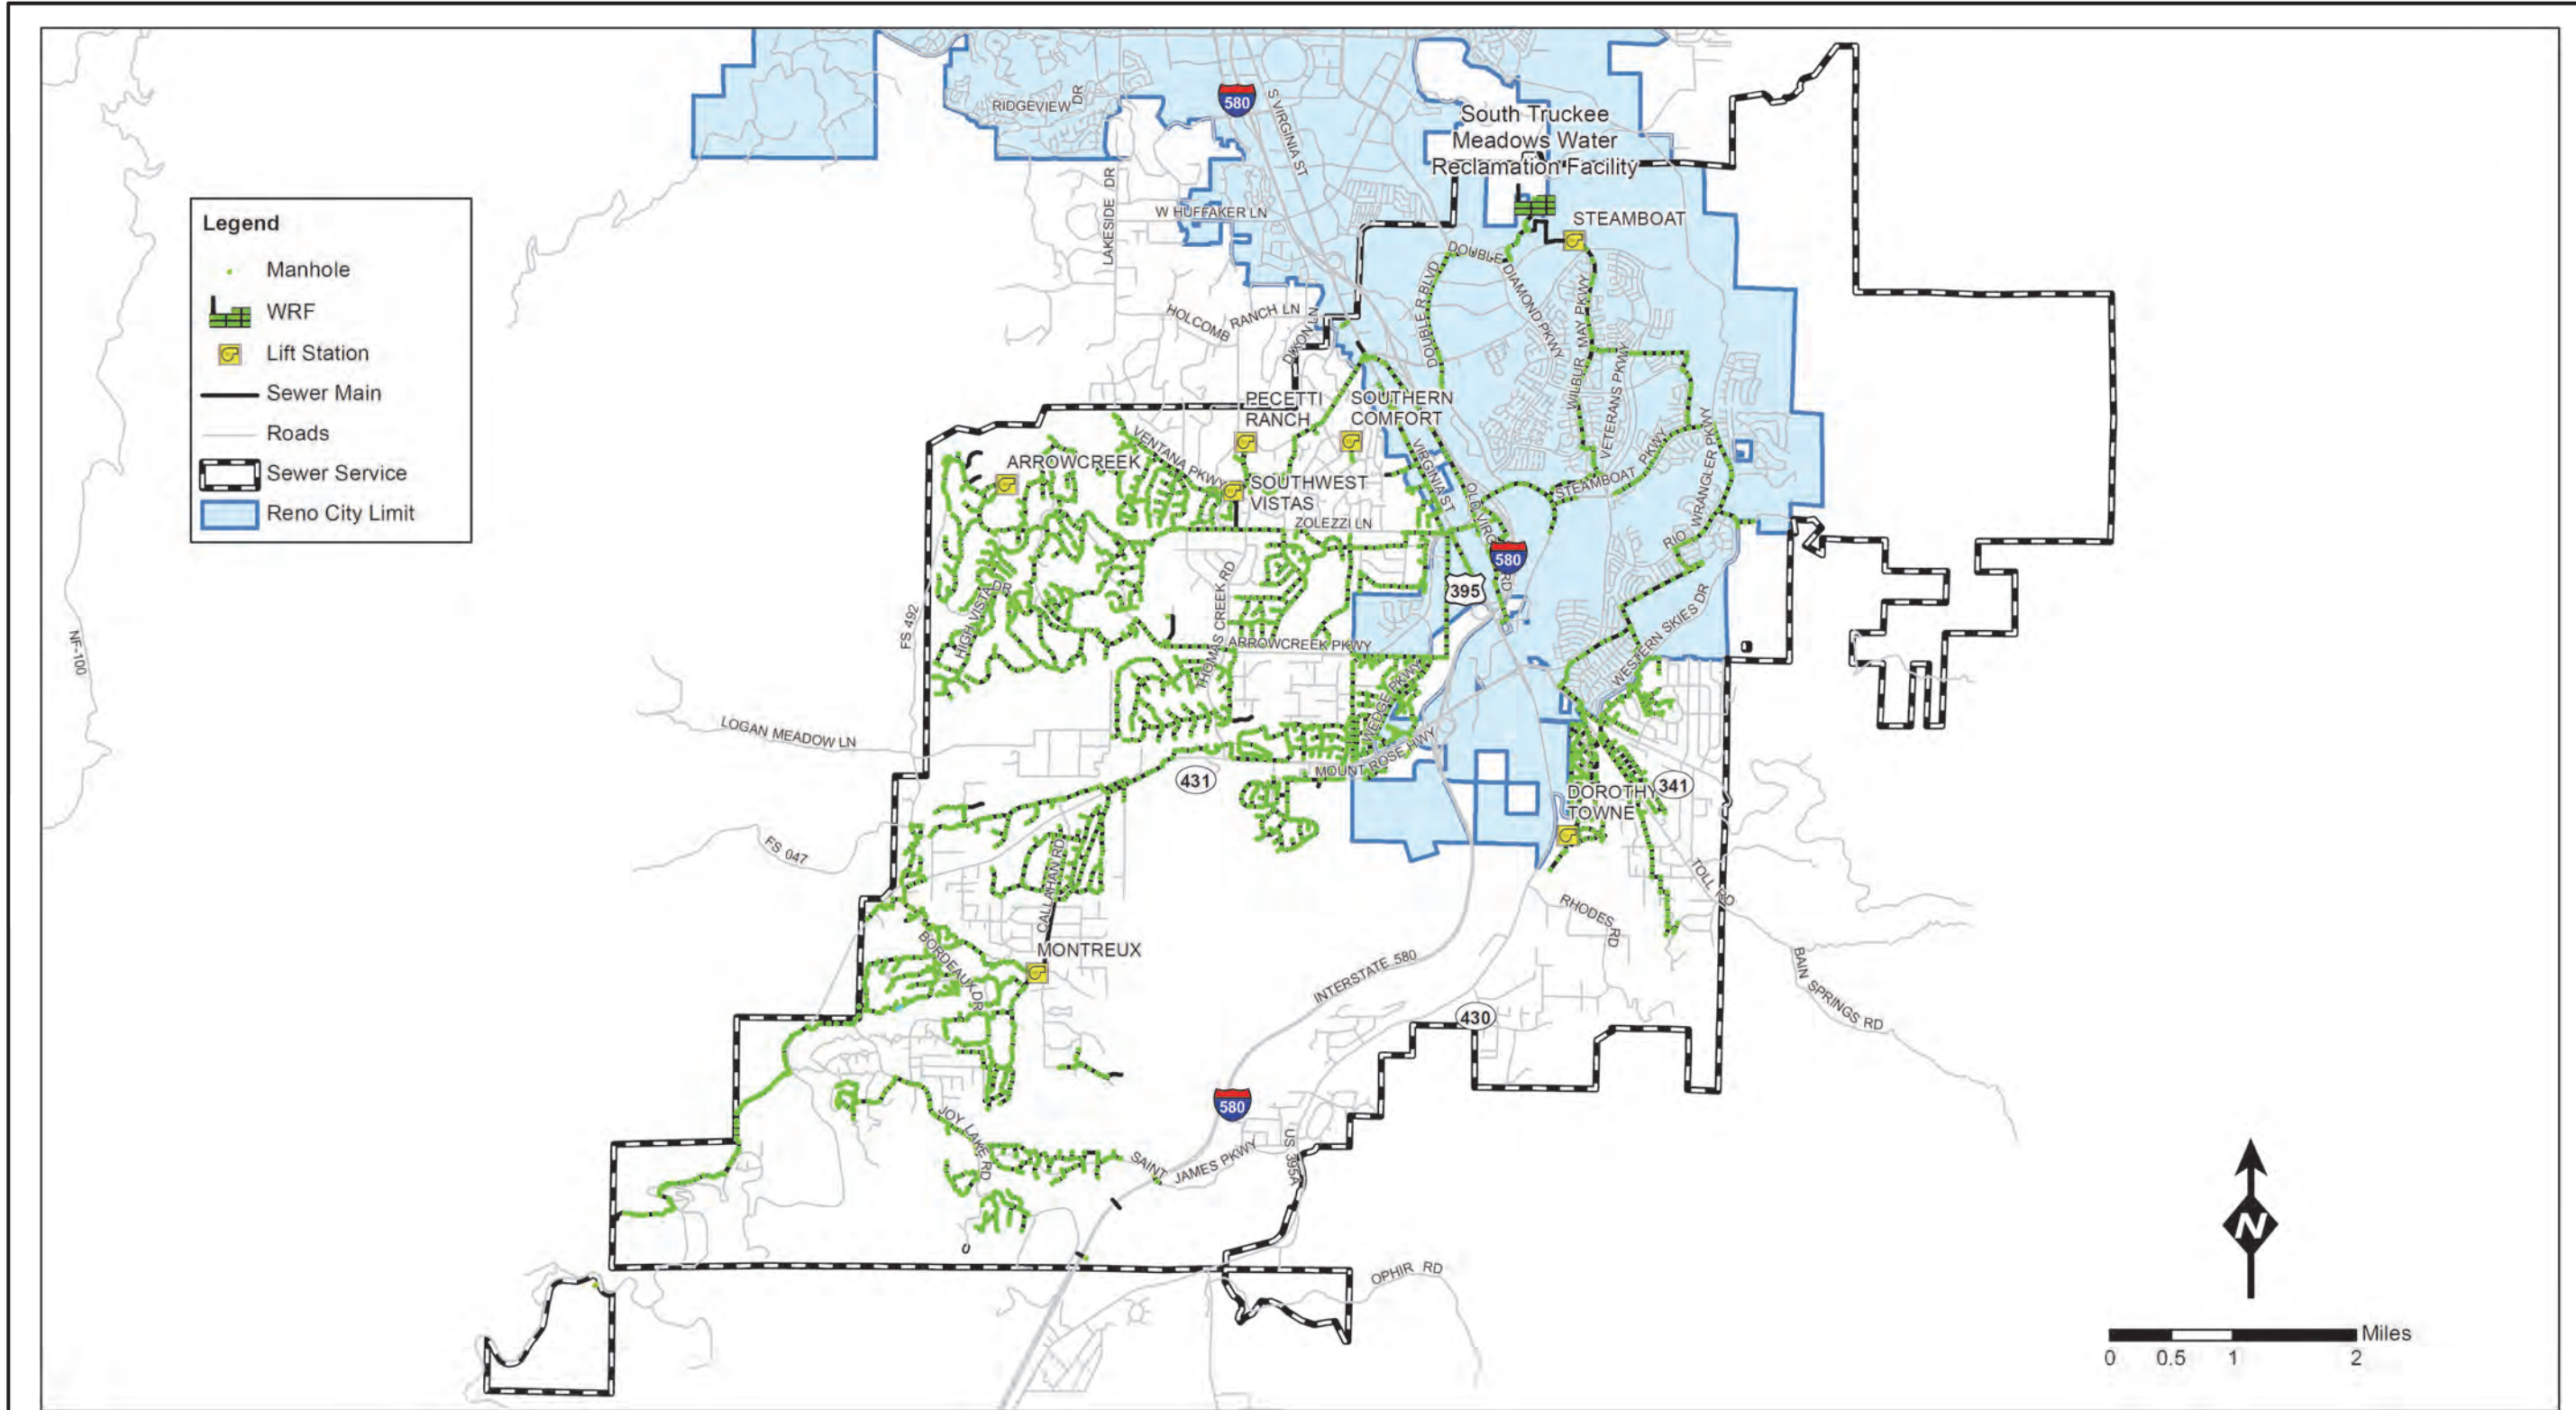 RIDGEVIEW DR
580
S VIRGINIA ST
South Truckee
Meadows Water
Reclamation Facility
Legend
Manhole
WRF
Lift Station
Sewer Main
Roads
Sewer Service
Reno City Limit
LAKESIDE DR
W HUFFAKER LN
STEAMBOAT
DOUBLE R BLVD
DOUBLE DIAMOND PKWY
WILBUR MAY PKWY
VETERANS PKWY
HOLCOMB RANCH LN
DIXON LN
PECETTI
RANCH
SOUTHERN
COMFORT
VENTANA PKWY
ARROWCREEK
SOUTHWEST
VISTAS
VIRGINIA ST
STEAMBOAT PKWY
RIO WRANGLER PKWY
ZOLEZZI LN
OLD VIRG
RD
580
395
HIGH VISTA DR
FS 492
THOMAS CREEK RD
ARROWCREEK PKWY
WESTERN SKIES DR
NF-100
WEDGE PKWY
LOGAN MEADOW LN
MOUNT ROSE HWY
431
341
DOROTHY
TOWNE
FS 047
CALLAHAN RD
TOLL RD
RHODES RD
BORDEAUX DR
MONTREUX
INTERSTATE 580
BAIN SPRINGS RD
430
580
JOY LAKE RD
SAINT JAMES PKWY
US 395A
OPHIR RD
N
Miles
0 0.5 1 2